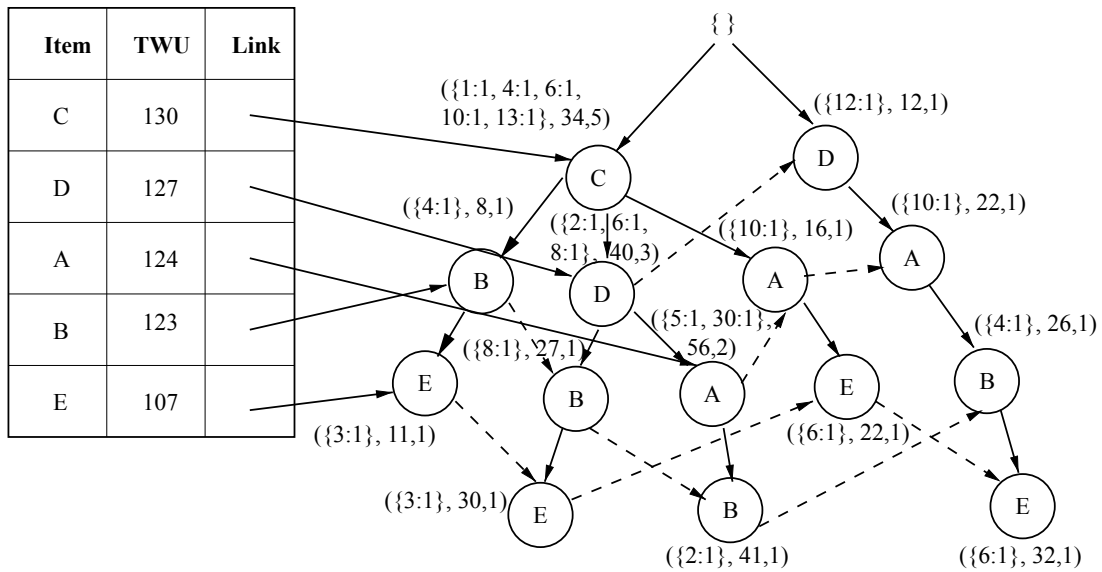 Item TWU Link
C 130
D 127
A 124
B 123
E 107
{ }
({1:1, 4:1, 6:1,
10:1, 13:1}, 34,5)
({12:1}, 12,1)
C
D
({4:1}, 8,1)
({2:1, 6:1,
8:1}, 40,3)
({10:1}, 16,1)
({10:1}, 22,1)
B
D
A
A
({8:1}, 27,1)
({5:1, 30:1},
56,2)
({4:1}, 26,1)
E
B
A
E
B
({3:1}, 11,1)
({6:1}, 22,1)
({3:1}, 30,1)
E
B
E
({2:1}, 41,1)
({6:1}, 32,1)